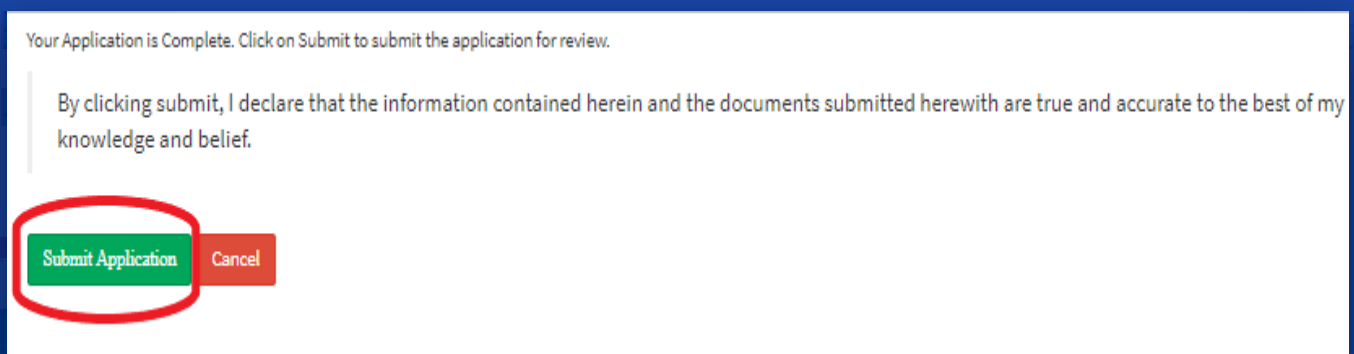 Your Application is Complete. Click on Submit to submit the application for review.
By clicking submit, I declare that the information contained herein and the documents submitted herewith are true and accurate to the best of my
knowledge and belief.
Submit Application Cancel